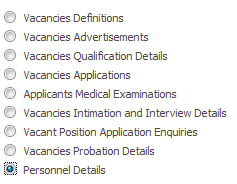 Vacancies Definitions
Vacancies Advertisements
Vacancies Qualification Details
Vacancies Applications
Applicants Medical Examinations
Vacancies Intimation and Interview Details
Vacant Position Application Enquiries
Vacancies Probation Details
Personnel Details